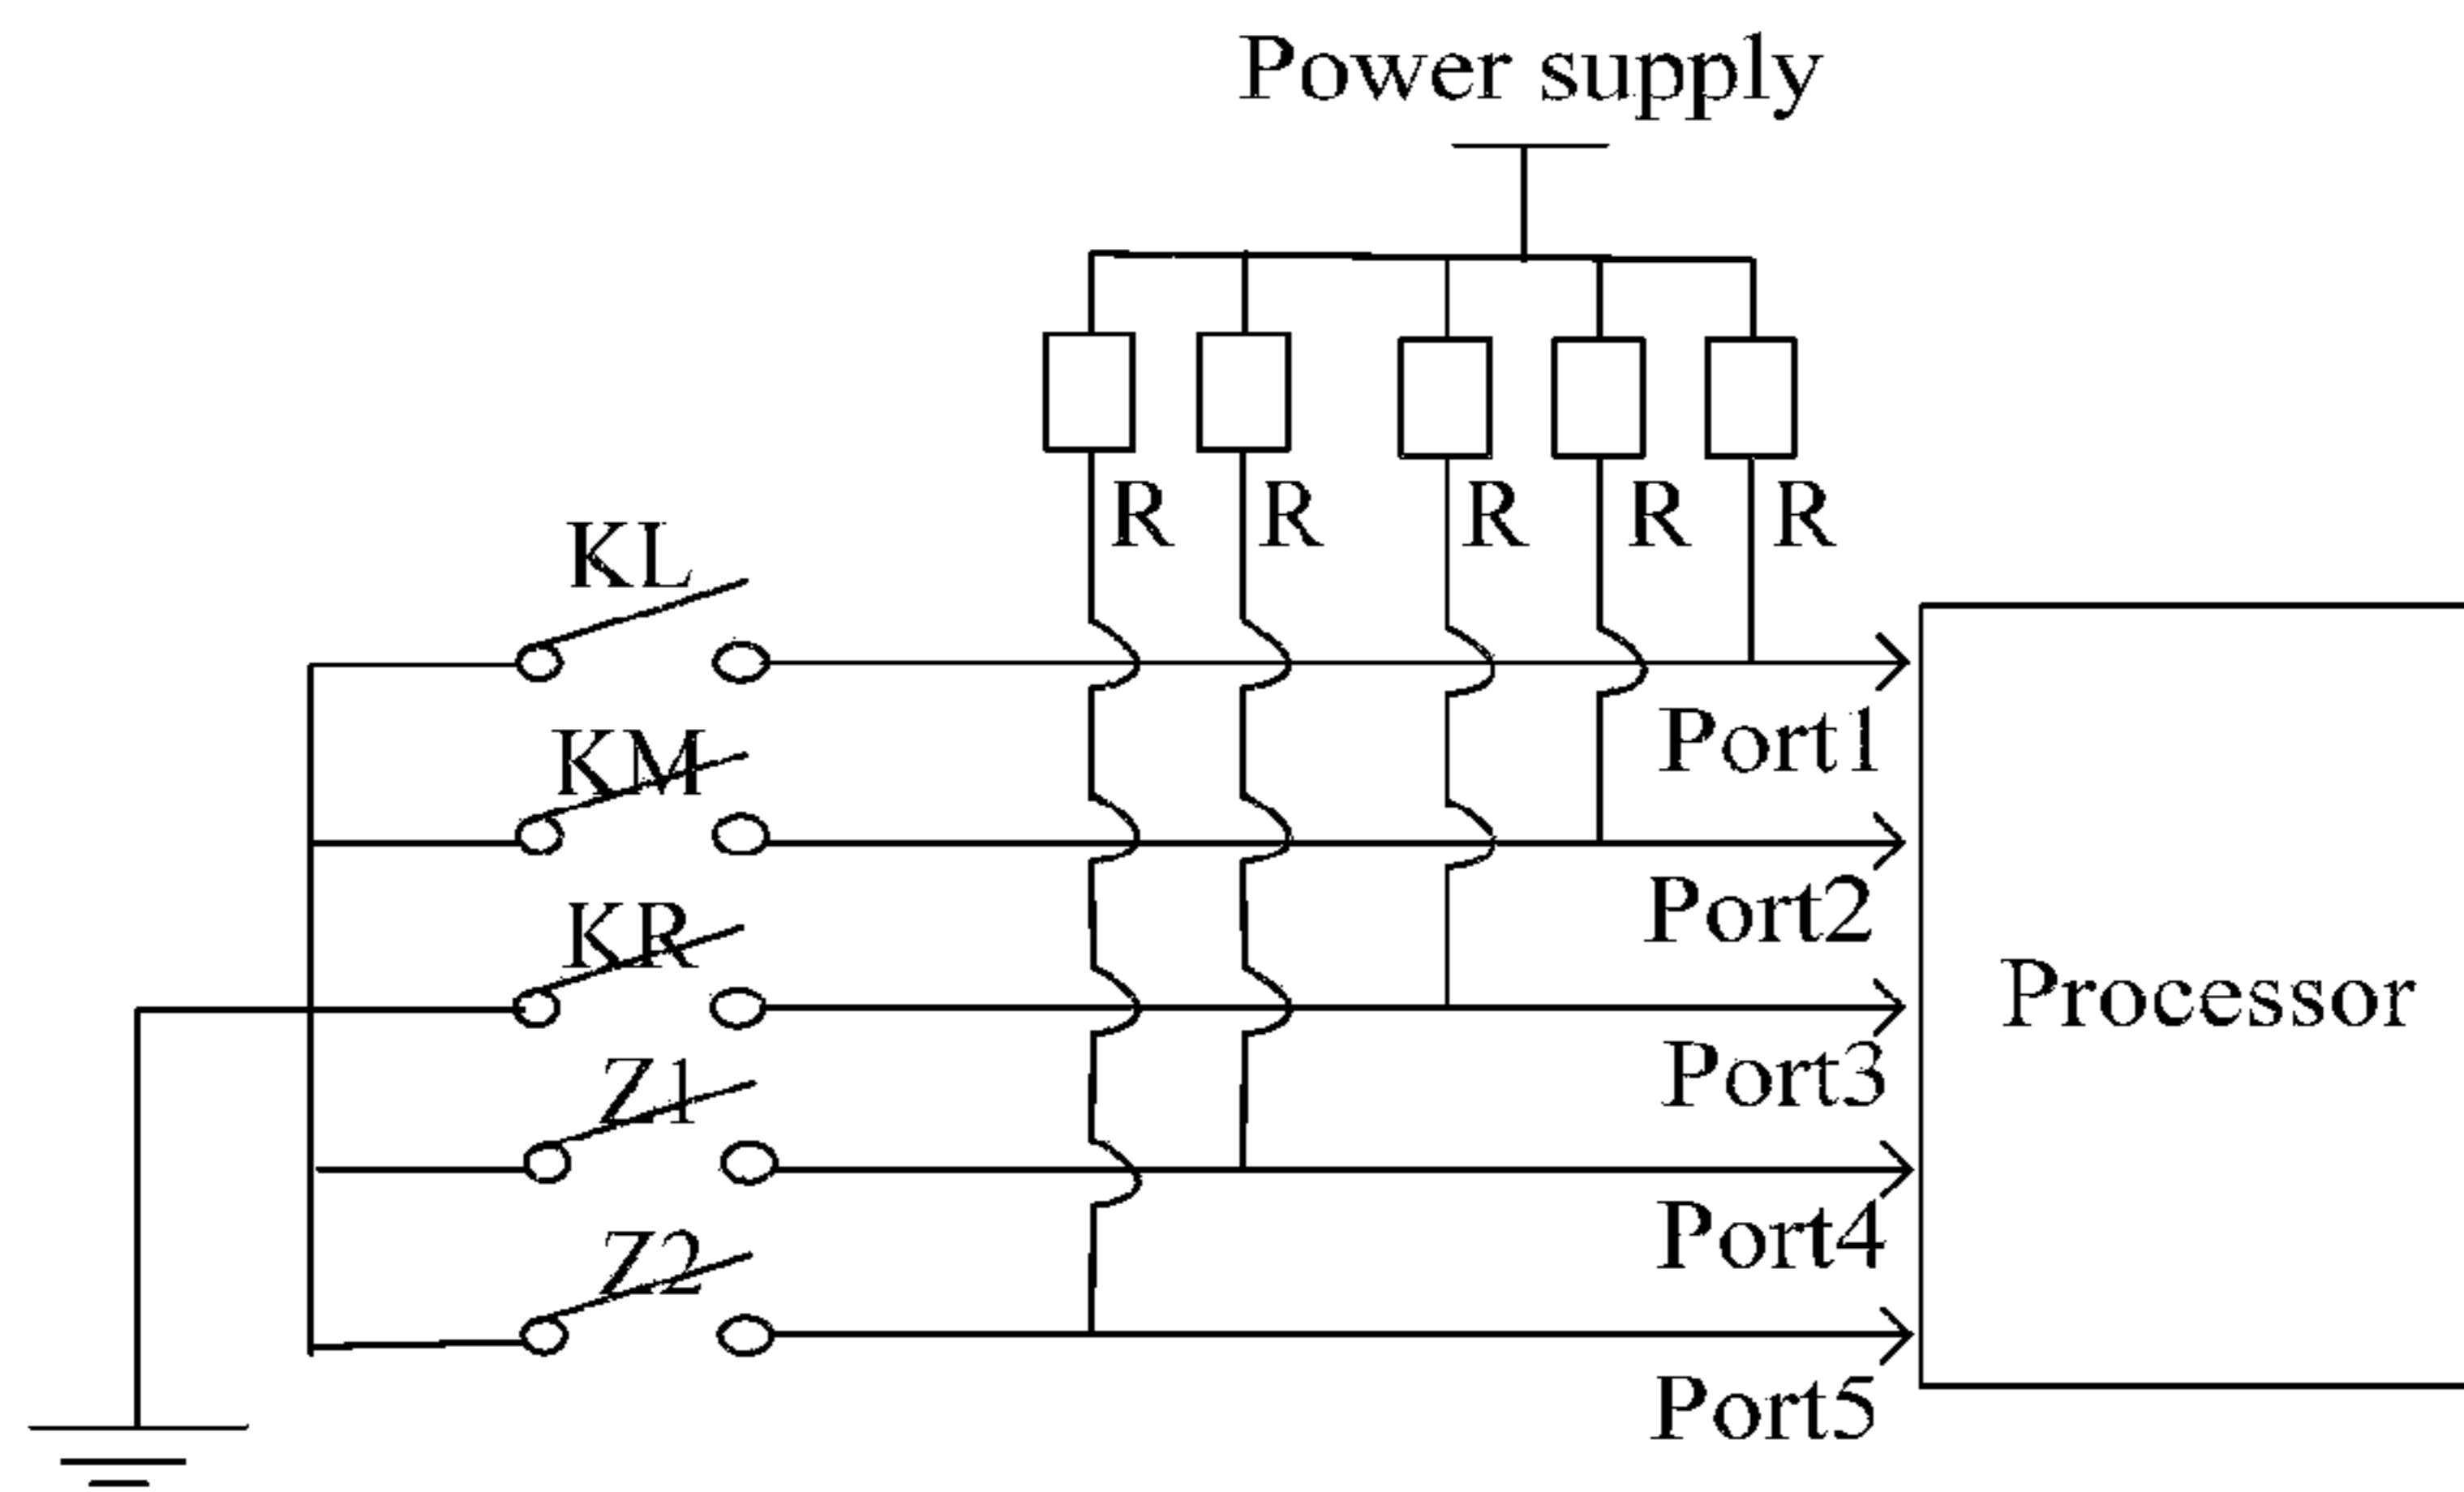 Power supply
R R R R R
KL
Port1
KM
Port2
KR
Processor
Port3
Z1
Port4
Z2
Port5